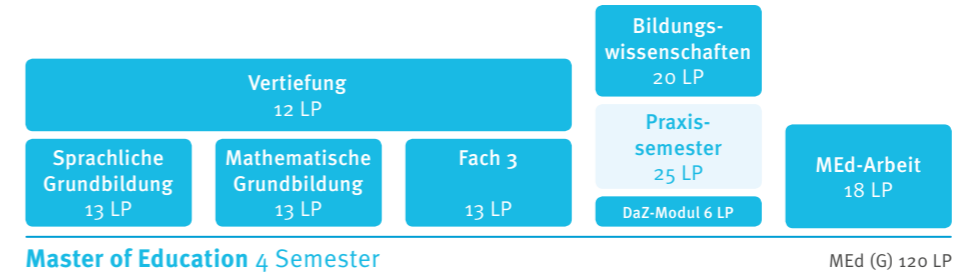 Vertiefung
12 LP
Sprachliche
Grundbildung
13 LP
Mathematische
Grundbildung
13 LP
Fach 3
13 LP
Bildungs-
wissenschaften
20 LP
Praxis-
semester
25 LP
DaZ-Modul 6 LP
MEd-Arbeit
18 LP
Master of Education 4 Semester
MEd (G) 120 LP